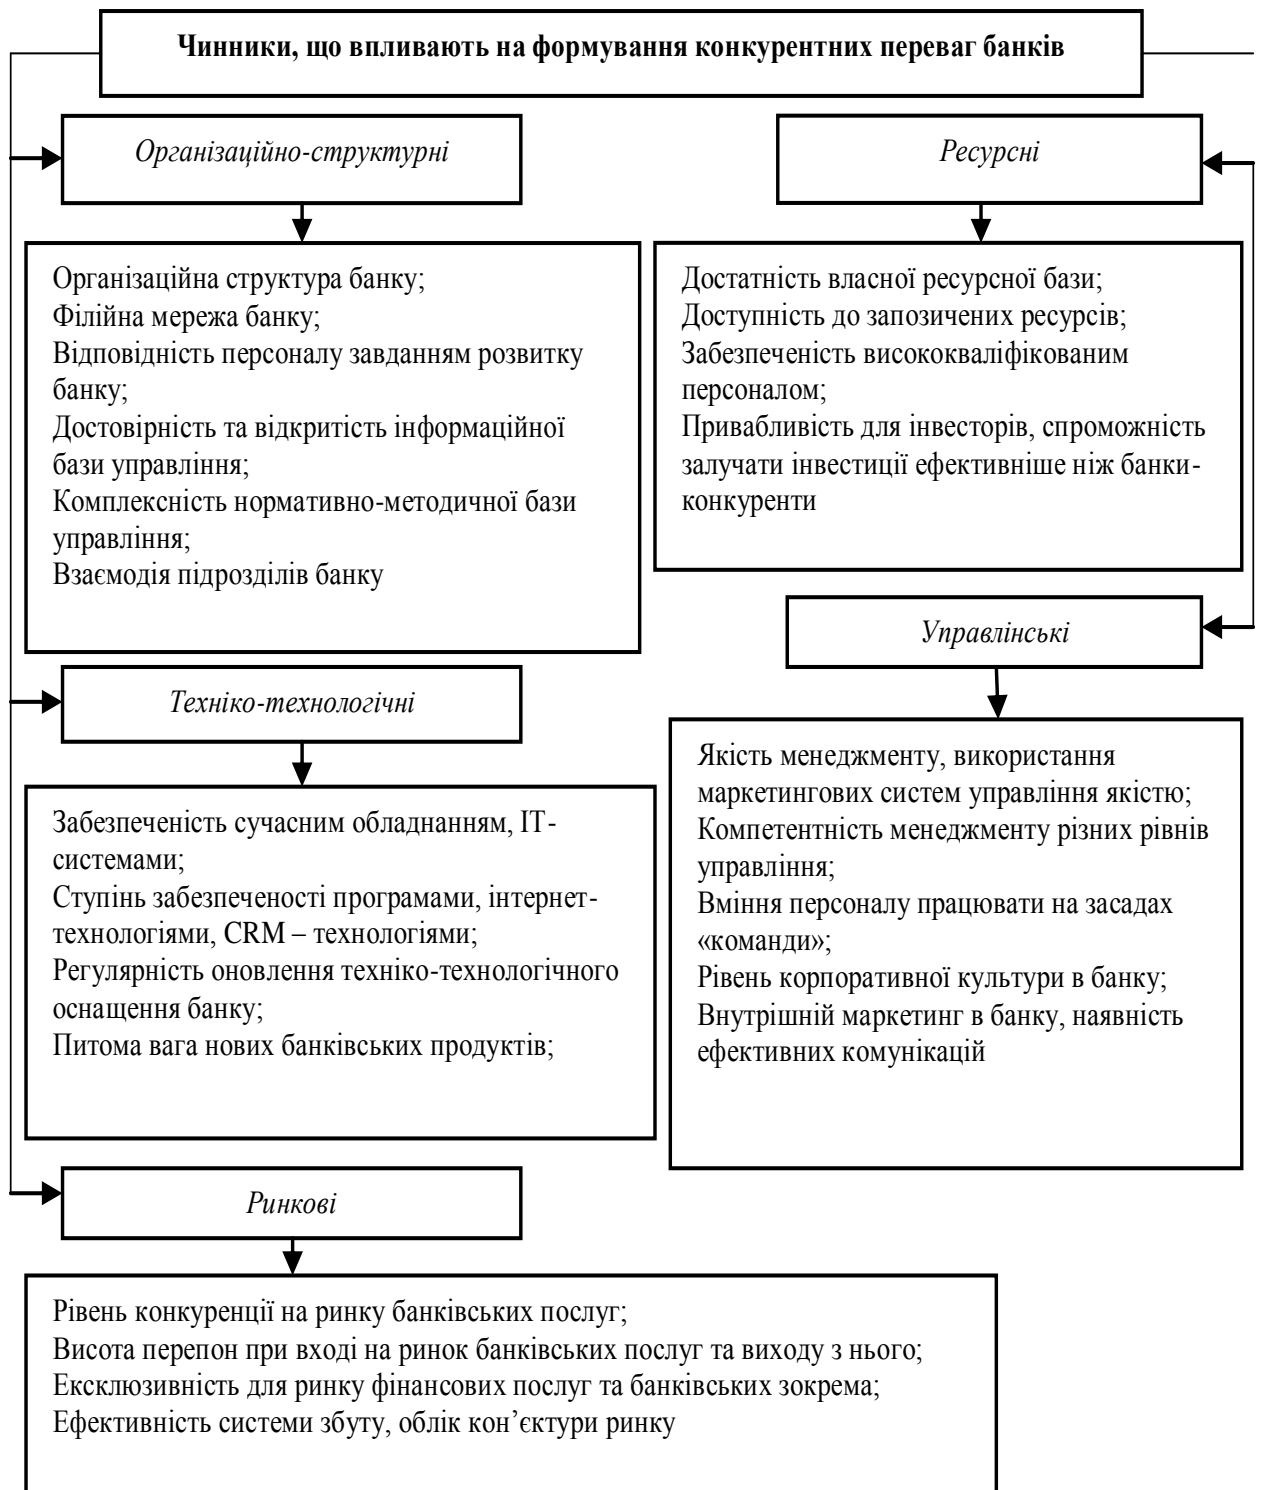 Чинники, що впливають на формування конкурентних переваг банків
Організаційно-структурні
Організаційна структура банку;
Філійна мережа банку;
Відповідність персоналу завданням розвитку
банку;
Достовірність та відкритість інформаційної
бази управління;
Комплексність нормативно-методичної бази
управління;
Взаємодія підрозділів банку
Ресурсні
Достатність власної ресурсної бази;
Доступність до запозичених ресурсів;
Забезпеченість висококваліфікованим
персоналом;
Привабливість для інвесторів, спроможність
залучати інвестиції ефективніше ніж банки-
конкуренти
Техніко-технологічні
Забезпеченість сучасним обладнанням, ІТ-
системами;
Ступінь забезпеченості програмами, інтернет-
технологіями, CRM – технологіями;
Регулярність оновлення техніко-технологічного
оснащення банку;
Питома вага нових банківських продуктів;
Управлінські
Якість менеджменту, використання
маркетингових систем управління якістю;
Компетентність менеджменту різних рівнів
управління;
Вміння персоналу працювати на засадах
«команди»;
Рівень корпоративної культури в банку;
Внутрішній маркетинг в банку, наявність
ефективних комунікацій
Ринкові
Рівень конкуренції на ринку банківських послуг;
Висота перепон при вході на ринок банківських послуг та виходу з нього;
Ексклюзивність для ринку фінансових послуг та банківських зокрема;
Ефективність системи збуту, облік кон’єктури ринку